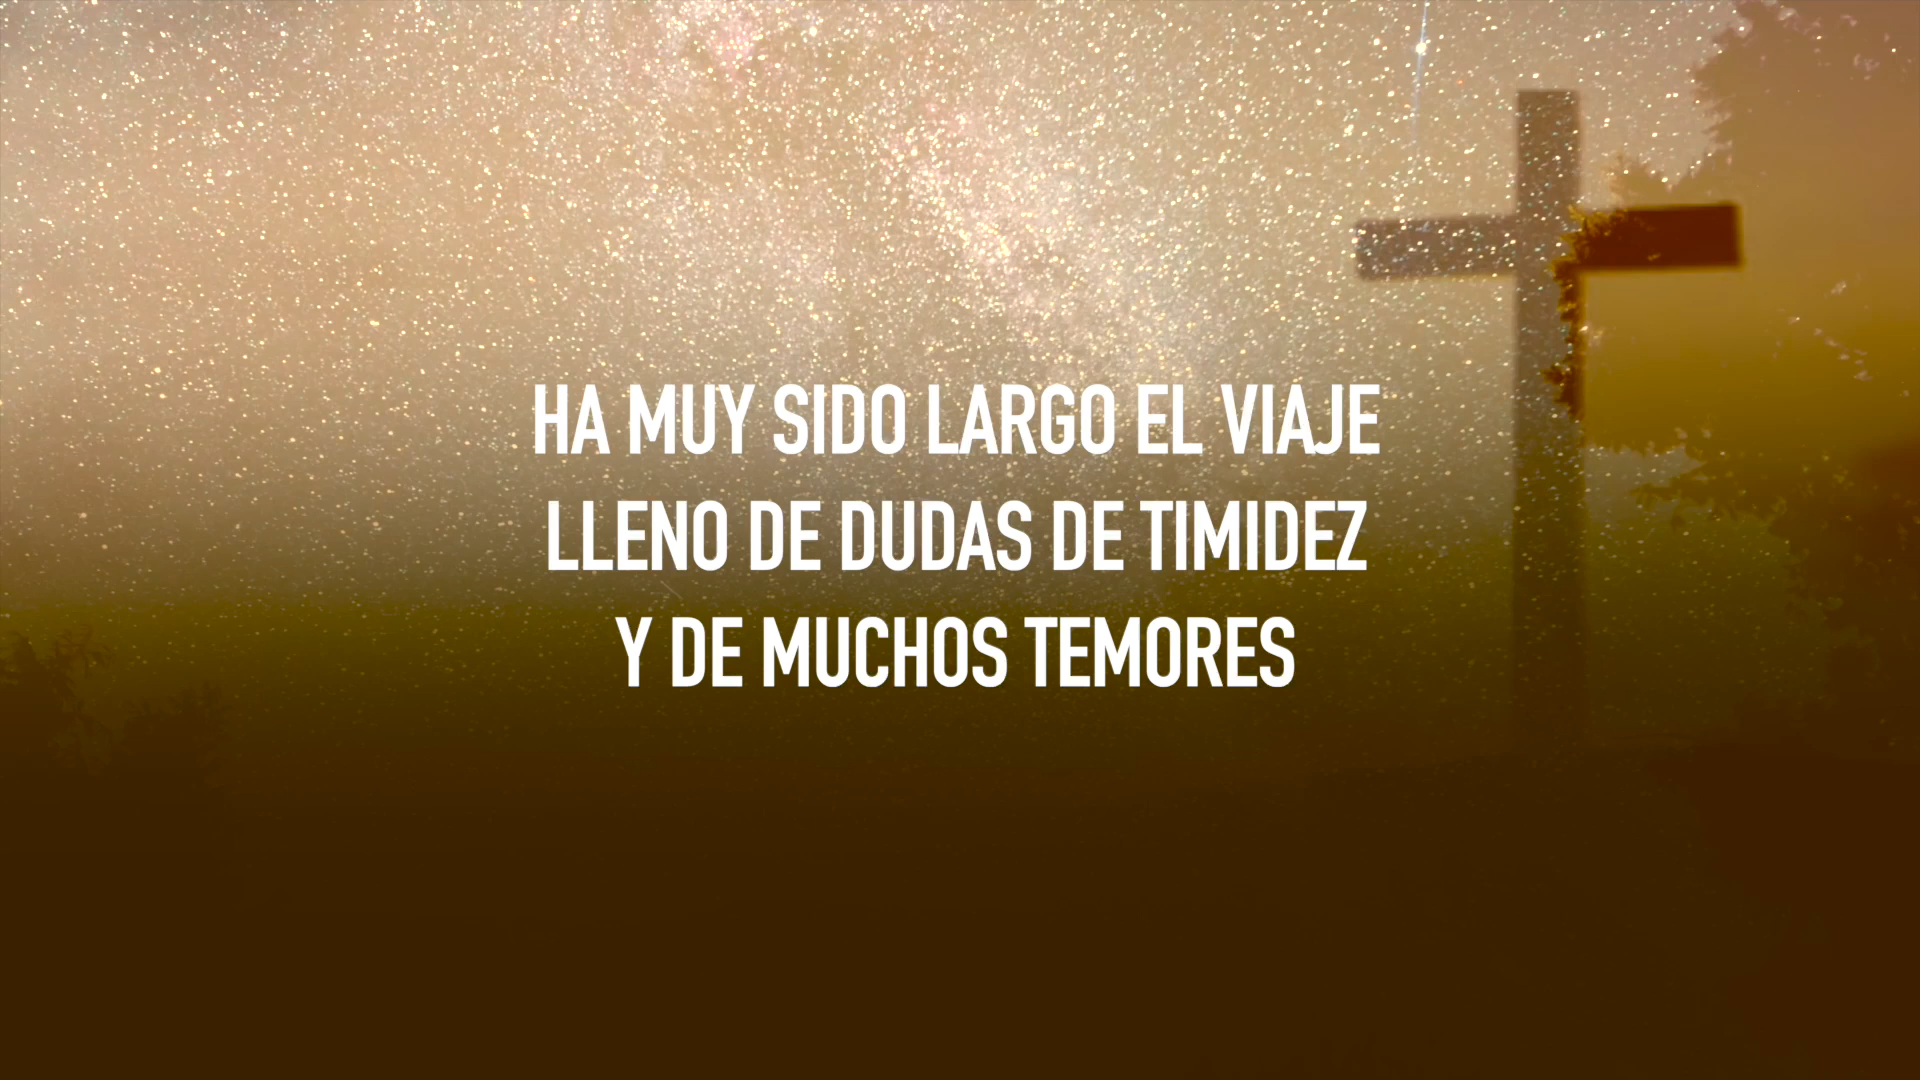 HA MUY SIDO LARGO EL VIAJE
LLENO DE DUDAS DE TIMIDEZ
Y DE MUCHOS TEMORES